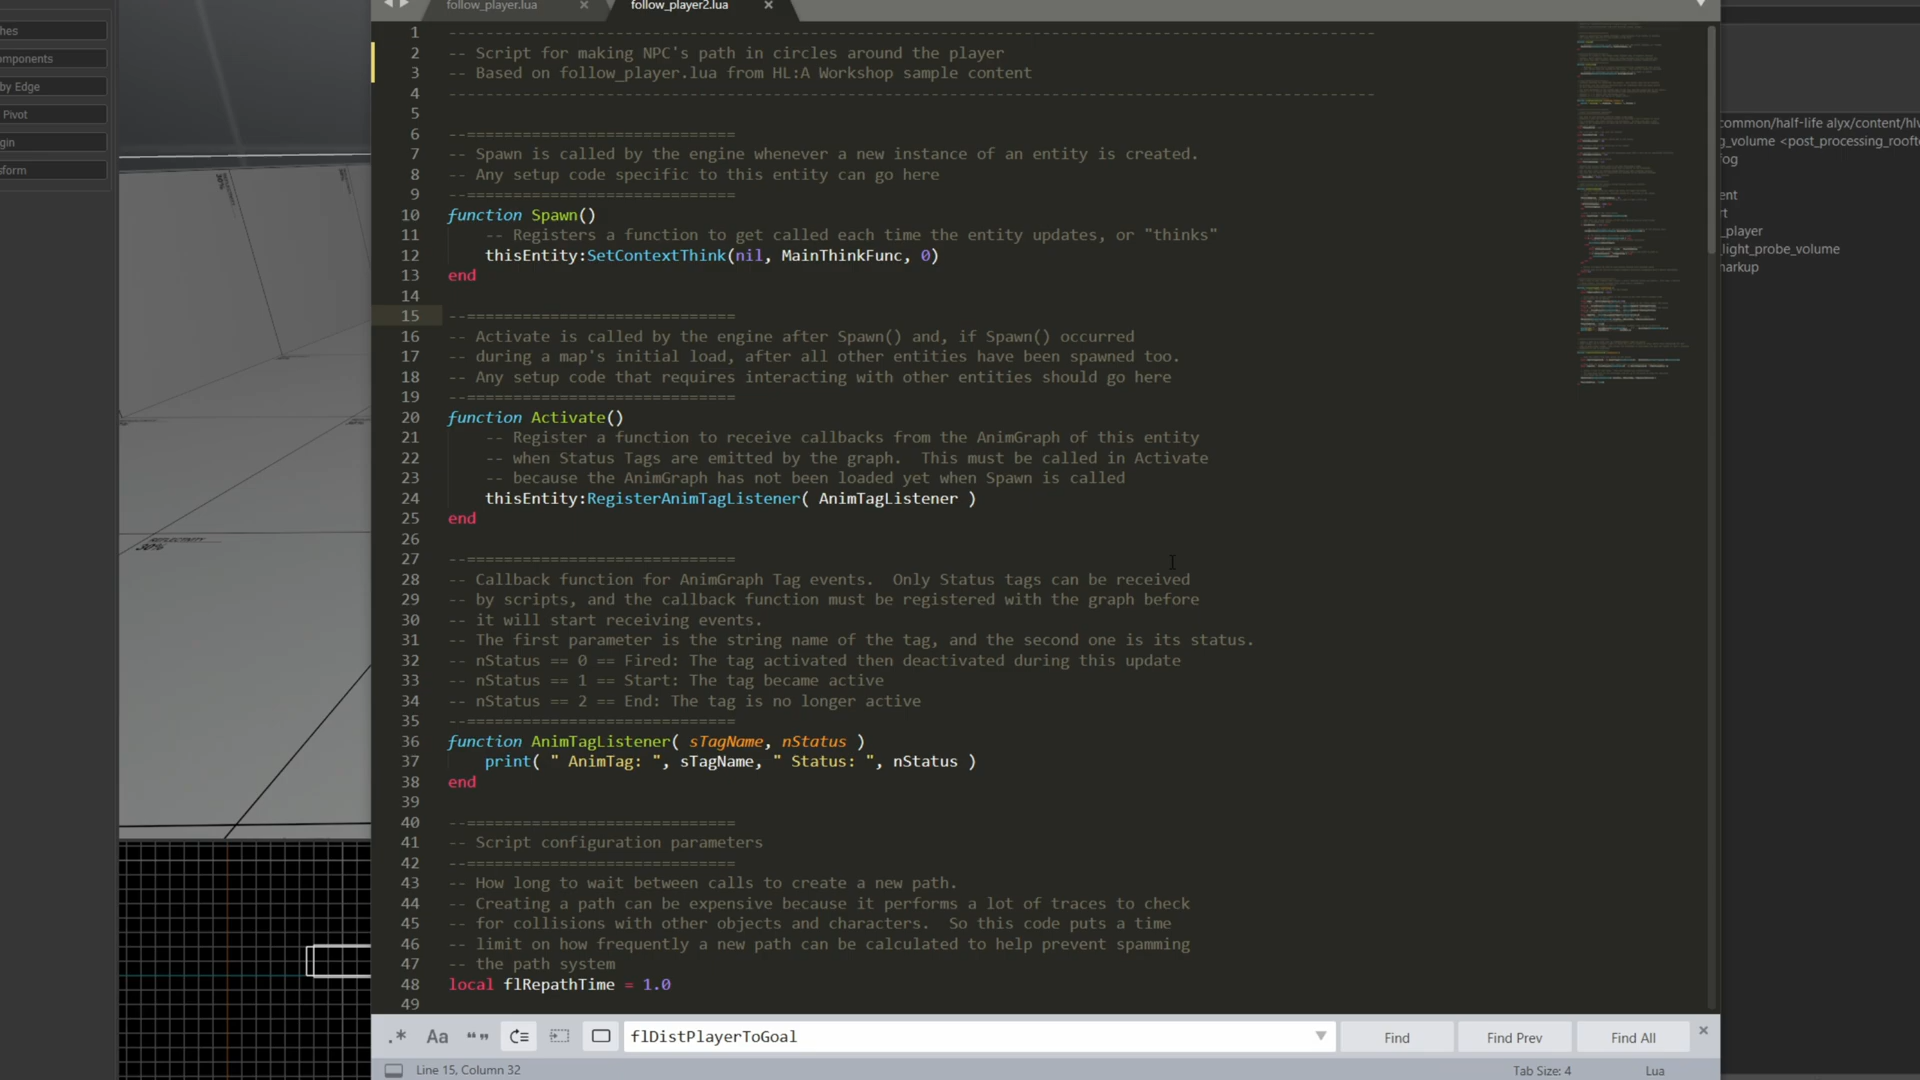 follow_player.lua
follow_player2.lua
hes
mponents
by Edge
Pivot
gin
sform
1
2 -- Script for making NPC's path in circles around the player
3 -- Based on follow_player.lua from HL:A Workshop sample content
4
5
6 --=============================
7 -- Spawn is called by the engine whenever a new instance of an entity is created.
8 -- Any setup code specific to this entity can go here
9 --=============================
10 function Spawn()
11 -- Registers a function to get called each time the entity updates, or "thinks"
12 thisEntity:SetContextThink(nil, MainThinkFunc, 0)
13 end
14
15 --=============================
16 -- Activate is called by the engine after Spawn() and, if Spawn() occurred
17 -- during a map's initial load, after all other entities have been spawned too.
18 -- Any setup code that requires interacting with other entities should go here
19 --=============================
20 function Activate()
21 -- Register a function to receive callbacks from the AnimGraph of this entity
22 -- when Status Tags are emitted by the graph.  This must be called in Activate
23 -- because the AnimGraph has not been loaded yet when Spawn is called
24 thisEntity:RegisterAnimTagListener( AnimTagListener )
25 end
26
27 --=============================
28 -- Callback function for AnimGraph Tag events.  Only Status tags can be received
29 -- by scripts, and the callback function must be registered with the graph before
30 -- it will start receiving events.
31 -- The first parameter is the string name of the tag, and the second one is its status.
32 -- nStatus == 0 == Fired: The tag activated then deactivated during this update
33 -- nStatus == 1 == Start: The tag became active
34 -- nStatus == 2 == End: The tag is no longer active
35 --=============================
36 function AnimTagListener( sTagName, nStatus )
37 print( " AnimTag: ", sTagName, " Status: ", nStatus )
38 end
39
40 --=============================
41 -- Script configuration parameters
42 --=============================
43 -- How long to wait between calls to create a new path.
44 -- Creating a path can be expensive because it performs a lot of traces to check
45 -- for collisions with other objects and characters.  So this code puts a time
46 -- limit on how frequently a new path can be calculated to help prevent spamming
47 -- the path system
48 local flRepathTime = 1.0
49
common/half-life alyx/content/hlv
g_volume <post_processing_roofto
fog
ent
rt
_player
light_probe_volume
markup
.* Aa “” flDistPlayerToGoal Find Find Prev Find All
Line 15, Column 32 Tab Size: 4 Lua